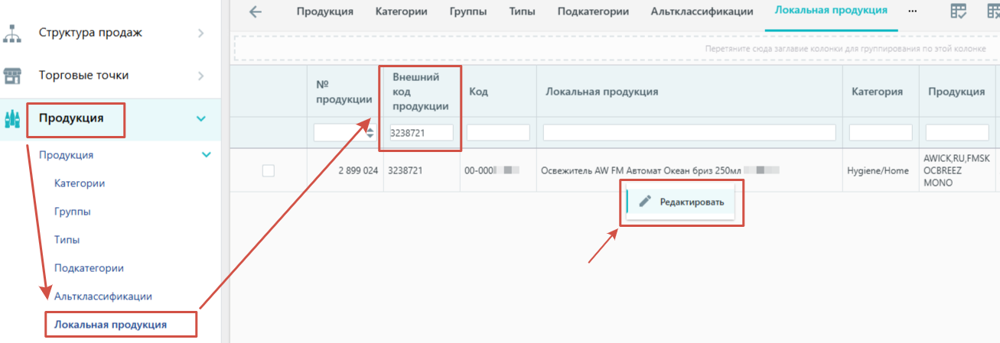 Структура продаж
Торговые точки
Продукция
Продукция
Категории
Группы
Типы
Подкатегории
Альтклассификации
Локальная продукция
Продукция Категории Группы Типы Подкатегории Альтклассификации Локальная продукция ...
Перетяните сюда заглавие колонки для группирования по этой колонке
№
продукции
Внешний
код
продукции
Код
Локальная продукция
Категория
Продукция
3238721
2 899 024
3238721
00-000
Освежитель AW FM Автомат Океан бриз 250мл
Hygiene/Home
AWICK,RU,FMSK
OCBREEZ
MONO
Редактировать